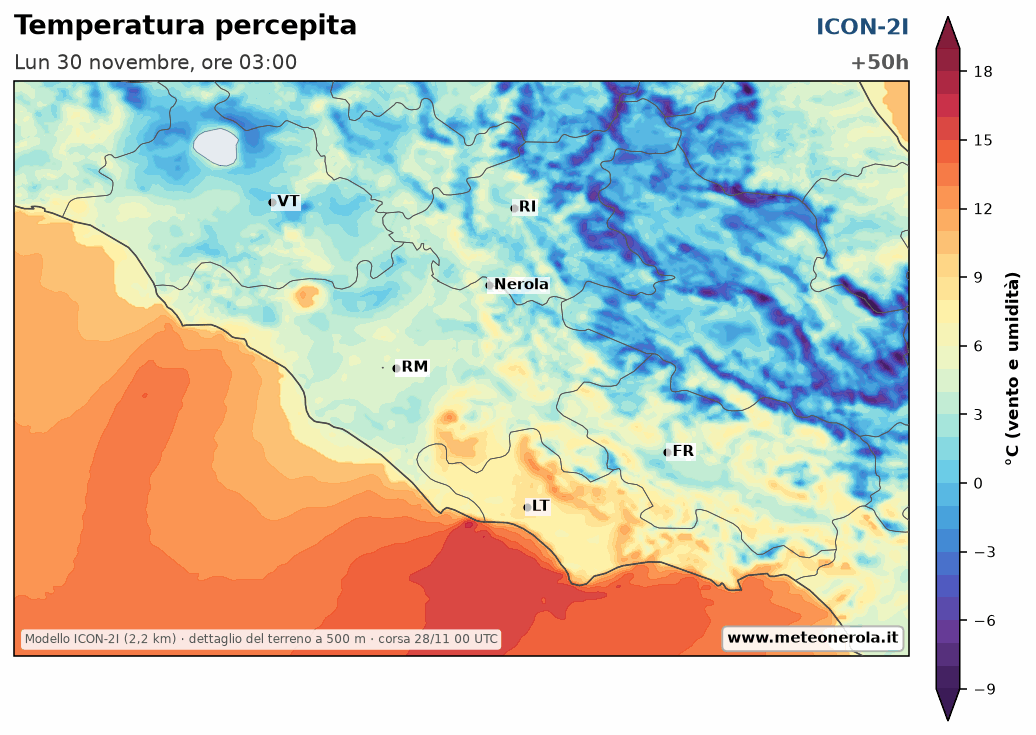 Temperatura percepita
ICON-2I
Lun 30 novembre, ore 03:00
+50h
VT
RI
Nerola
RM
FR
LT
18
15
12
9
6
3
0
−3
−6
−9
°C (vento e umidità)
Modello ICON-2I (2,2 km) · dettaglio del terreno a 500 m · corsa 28/11 00 UTC
www.meteonerola.it